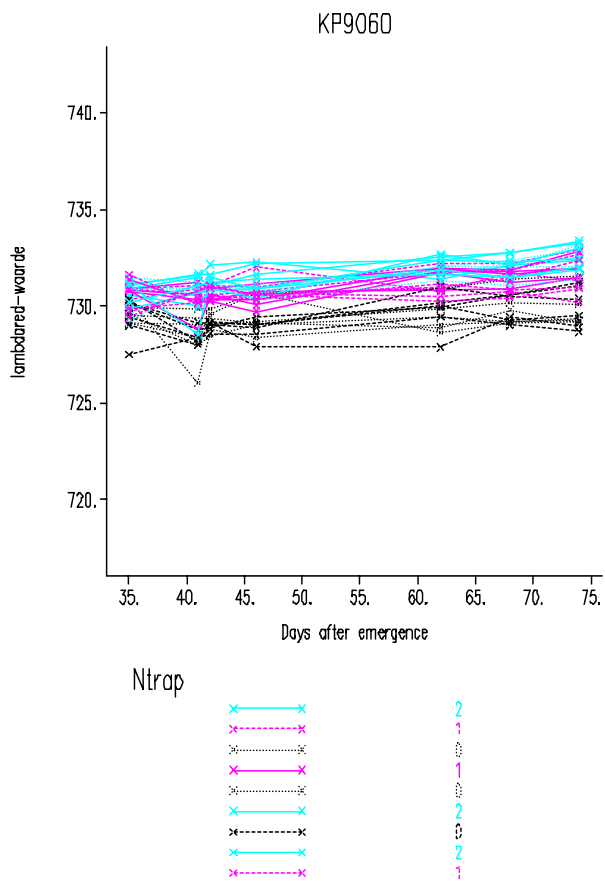 KP9060
740.
735.
730.
725.
720.
lambdared-waarde
35. 40. 45. 50. 55. 60. 65. 70. 75.
Days after emergence
Ntrap
2
1
0
1
0
2
0
2
1